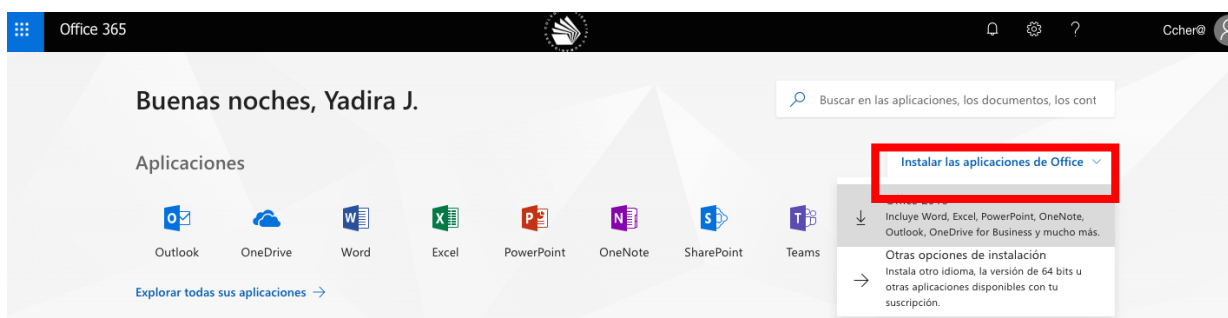 Office 365
Ccher@
Buenas noches, Yadira J.
Buscar en las aplicaciones, los documentos, los cont
Aplicaciones
Instalar las aplicaciones de Office
Incluye Word, Excel, PowerPoint, OneNote,
Outlook, OneDrive for Business y mucho más.
Outlook
OneDrive
Word
Excel
PowerPoint
OneNote
SharePoint
Teams
Otras opciones de instalación
Instala otro idioma, la versión de 64 bits u
otras aplicaciones disponibles con tu
suscripción.
Explorar todas sus aplicaciones →